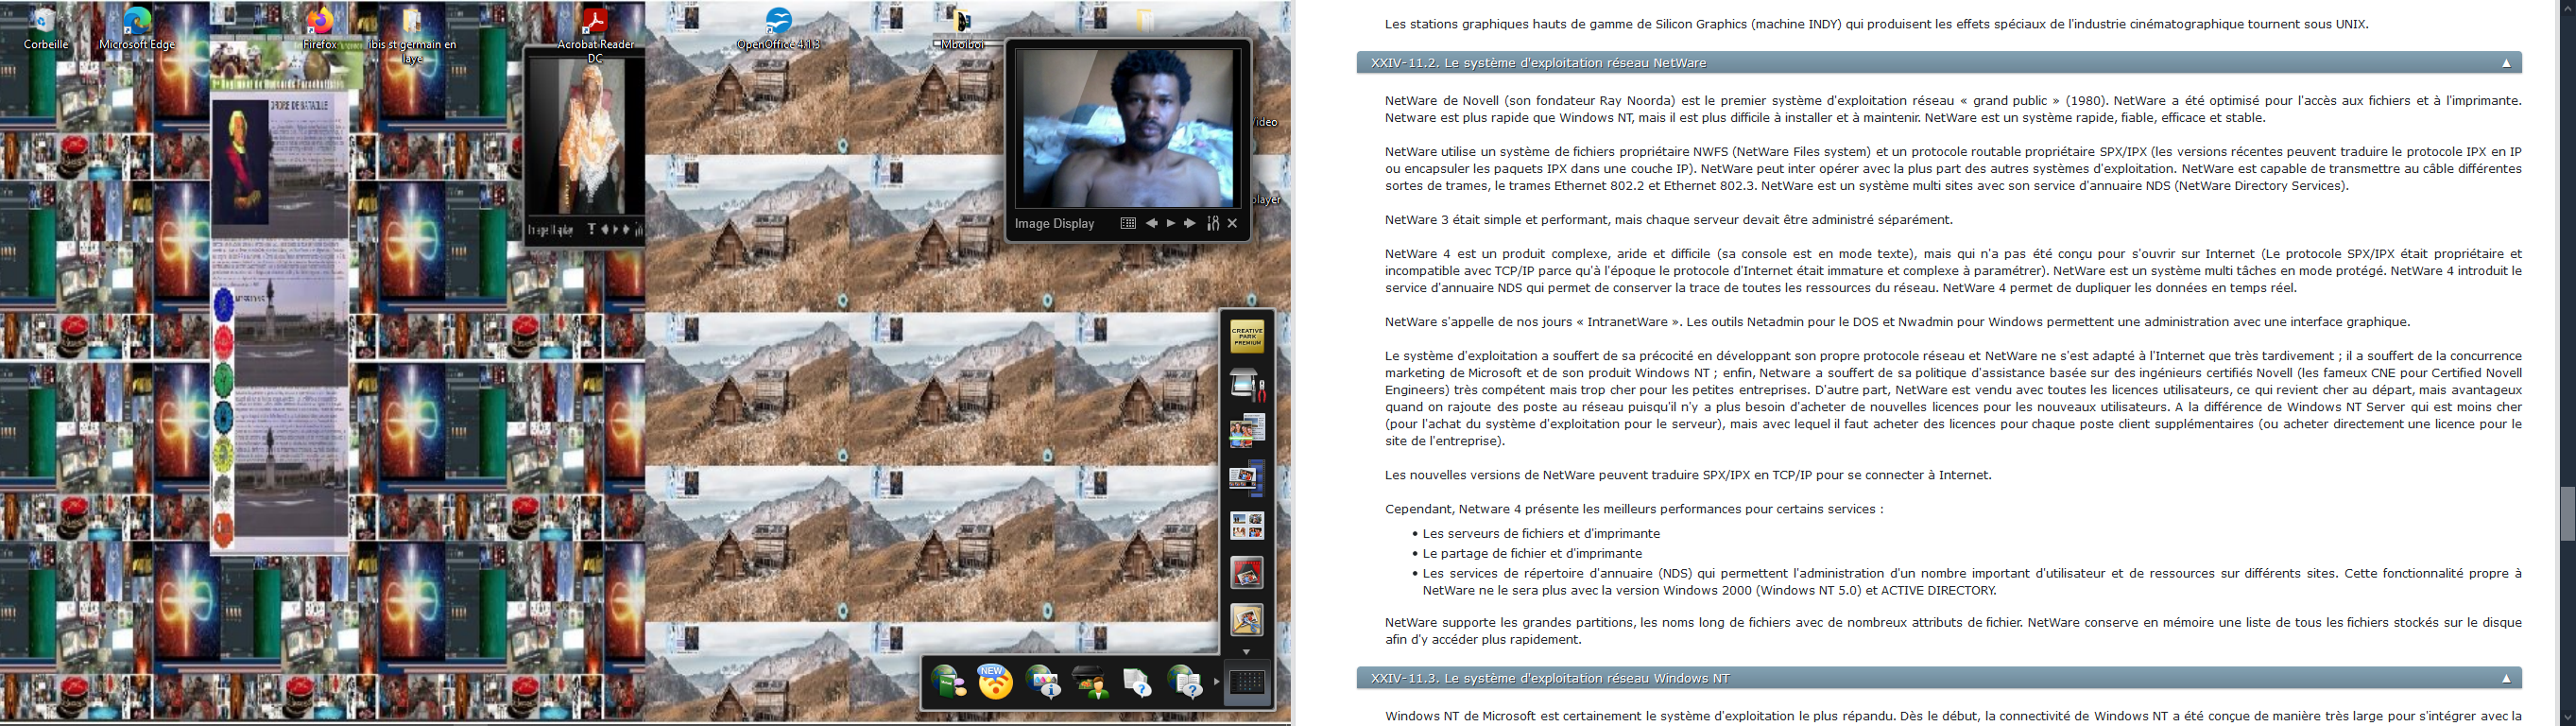 Corbeille
Microsoft Edge
Firefox
ibis st germain en
laye
Acrobat Reader
DC
OpenOffice 4.1.3
Mboiboi
ORDRE DE BATAILLE
MISSIONS
Video
player
Image Display
Image Display
CREATIVE
PARK
PREMIUM
NEW
Les stations graphiques hauts de gamme de Silicon Graphics (machine INDY) qui produisent les effets spéciaux de l'industrie cinématographique tournent sous UNIX.
XXIV-11.2. Le système d'exploitation réseau NetWare
NetWare de Novell (son fondateur Ray Noorda) est le premier système d'exploitation réseau « grand public » (1980). NetWare a été optimisé pour l'accès aux fichiers et à l'imprimante.
Netware est plus rapide que Windows NT, mais il est plus difficile à installer et à maintenir. NetWare est un système rapide, fiable, efficace et stable.
NetWare utilise un système de fichiers propriétaire NWFS (NetWare Files system) et un protocole routable propriétaire SPX/IPX (les versions récentes peuvent traduire le protocole IPX en IP
ou encapsuler les paquets IPX dans une couche IP). NetWare peut inter opérer avec la plus part des autres systèmes d'exploitation. NetWare est capable de transmettre au câble différentes
sortes de trames, le trames Ethernet 802.2 et Ethernet 802.3. NetWare est un système multi sites avec son service d'annuaire NDS (NetWare Directory Services).
NetWare 3 était simple et performant, mais chaque serveur devait être administré séparément.
NetWare 4 est un produit complexe, aride et difficile (sa console est en mode texte), mais qui n'a pas été conçu pour s'ouvrir sur Internet (Le protocole SPX/IPX était propriétaire et
incompatible avec TCP/IP parce qu'à l'époque le protocole d'Internet était immature et complexe à paramétrer). NetWare est un système multi tâches en mode protégé. NetWare 4 introduit le
service d'annuaire NDS qui permet de conserver la trace de toutes les ressources du réseau. NetWare 4 permet de dupliquer les données en temps réel.
NetWare s'appelle de nos jours « IntranetWare ». Les outils Netadmin pour le DOS et Nwadmin pour Windows permettent une administration avec une interface graphique.
Le système d'exploitation a souffert de sa précocité en développant son propre protocole réseau et NetWare ne s'est adapté à l'Internet que très tardivement ; il a souffert de la concurrence
marketing de Microsoft et de son produit Windows NT ; enfin, Netware a souffert de sa politique d'assistance basée sur des ingénieurs certifiés Novell (les fameux CNE pour Certified Novell
Engineers) très compétent mais trop cher pour les petites entreprises. D'autre part, NetWare est vendu avec toutes les licences utilisateurs, ce qui revient cher au départ, mais avantageux
quand on rajoute des poste au réseau puisqu'il n'y a plus besoin d'acheter de nouvelles licences pour les nouveaux utilisateurs. A la différence de Windows NT Server qui est moins cher
(pour l'achat du système d'exploitation pour le serveur), mais avec lequel il faut acheter des licences pour chaque poste client supplémentaires (ou acheter directement une licence pour le
site de l'entreprise).
Les nouvelles versions de NetWare peuvent traduire SPX/IPX en TCP/IP pour se connecter à Internet.
Cependant, Netware 4 présente les meilleurs performances pour certains services :
• Les serveurs de fichiers et d'imprimante
• Le partage de fichier et d'imprimante
• Les services de répertoire d'annuaire (NDS) qui permettent l'administration d'un nombre important d'utilisateur et de ressources sur différents sites. Cette fonctionnalité propre à
NetWare ne le sera plus avec la version Windows 2000 (Windows NT 5.0) et ACTIVE DIRECTORY.
NetWare supporte les grandes partitions, les noms long de fichiers avec de nombreux attributs de fichier. NetWare conserve en mémoire une liste de tous les fichiers stockés sur le disque
afin d'y accéder plus rapidement.
XXIV-11.3. Le système d'exploitation réseau Windows NT
Windows NT de Microsoft est certainement le système d'exploitation le plus répandu. Dès le début, la connectivité de Windows NT a été conçue de manière très large pour s'intégrer avec la